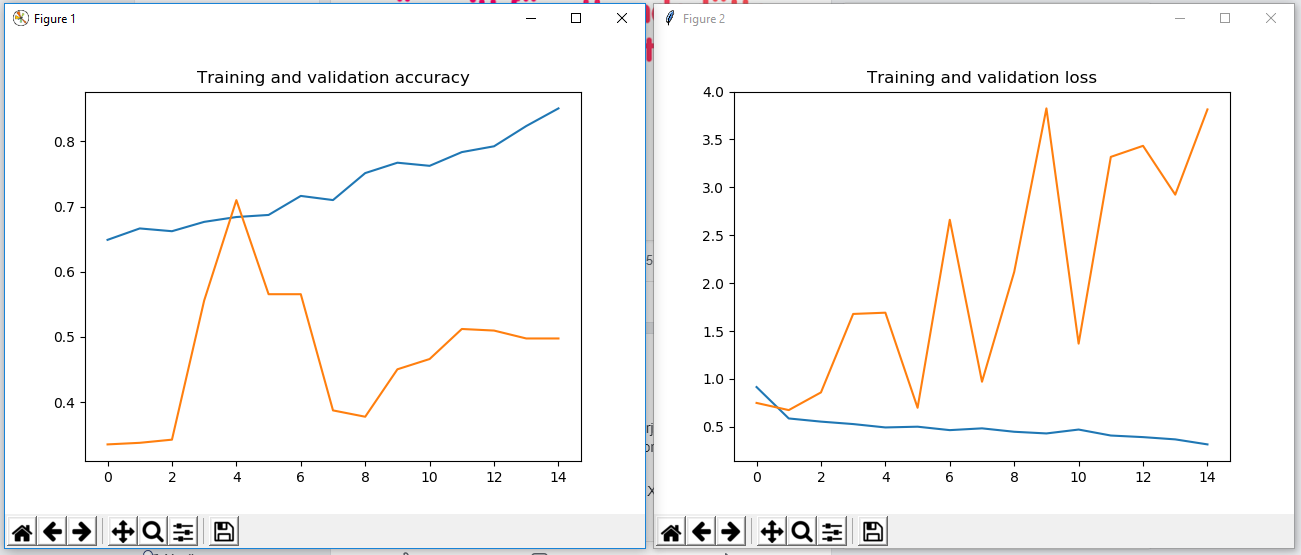 Figure 1
Training and validation accuracy
0.8
0.7
0.6
0.5
0.4
0 2 4 6 8 10 12 14
Figure 2
Training and validation loss
4.0
3.5
3.0
2.5
2.0
1.5
1.0
0.5
0 2 4 6 8 10 12 14